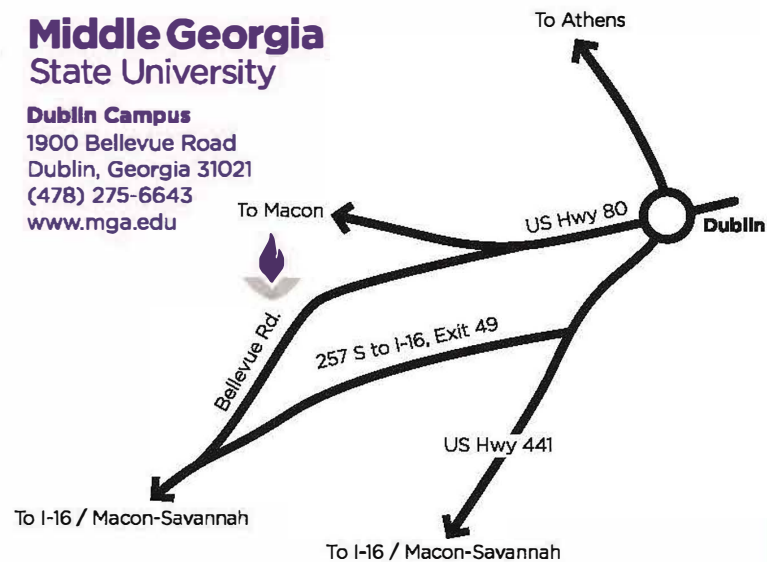 Middle Georgia
State University
Dublin Campus
1900 Bellevue Road
Dublin, Georgia 31021
(478) 275-6643
www.mga.edu
To Athens
To Macon
US Hwy 80
Dublin
Bellevue Rd.
257 S to I-16, Exit 49
US Hwy 441
To I-16 / Macon-Savannah
To I-16 / Macon-Savannah